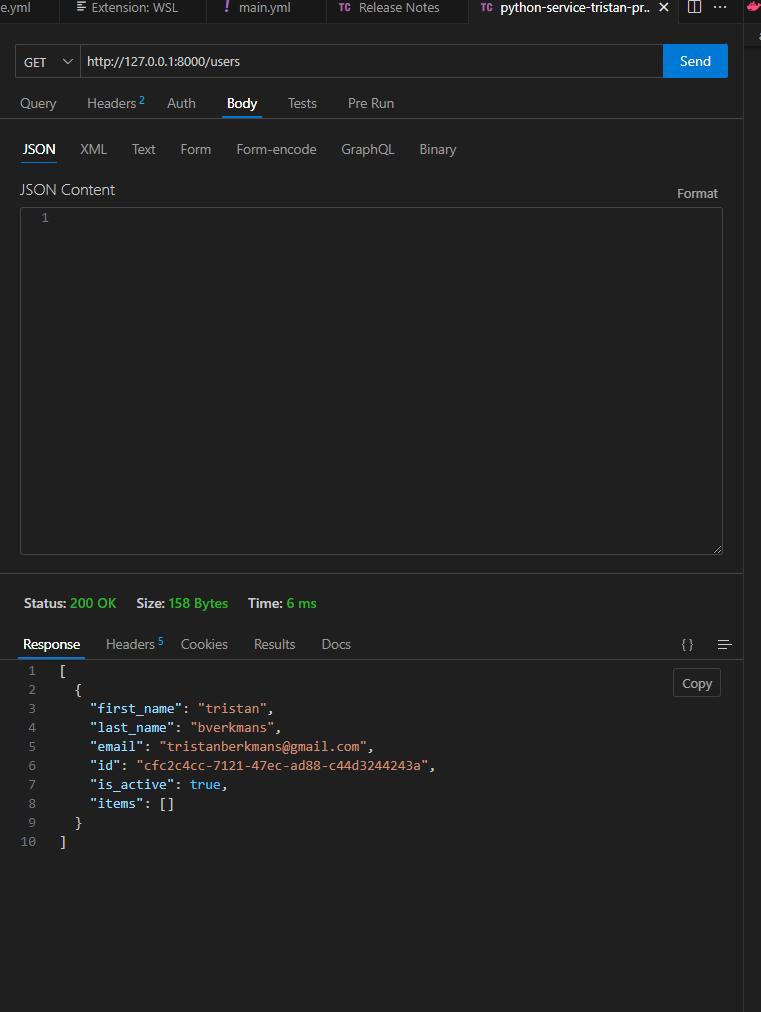 e.yml Extension: WSL ! main.yml TC Release Notes TC python-service-tristan-pr..
GET http://127.0.0.1:8000/users Send
Query Headers 2 Auth Body Tests Pre Run
JSON XML Text Form Form-encode GraphQL Binary
JSON Content
Format
1
Status: 200 OK Size: 158 Bytes Time: 6 ms
Response Headers 5 Cookies Results Docs {}
Copy
1 [
2 {
3 "first_name": "tristan",
4 "last_name": "bverkmans",
5 "email": "tristanberkmans@gmail.com",
6 "id": "cfc2c4cc-7121-47ec-ad88-c44d3244243a",
7 "is_active": true,
8 "items": []
9 }
10 ]